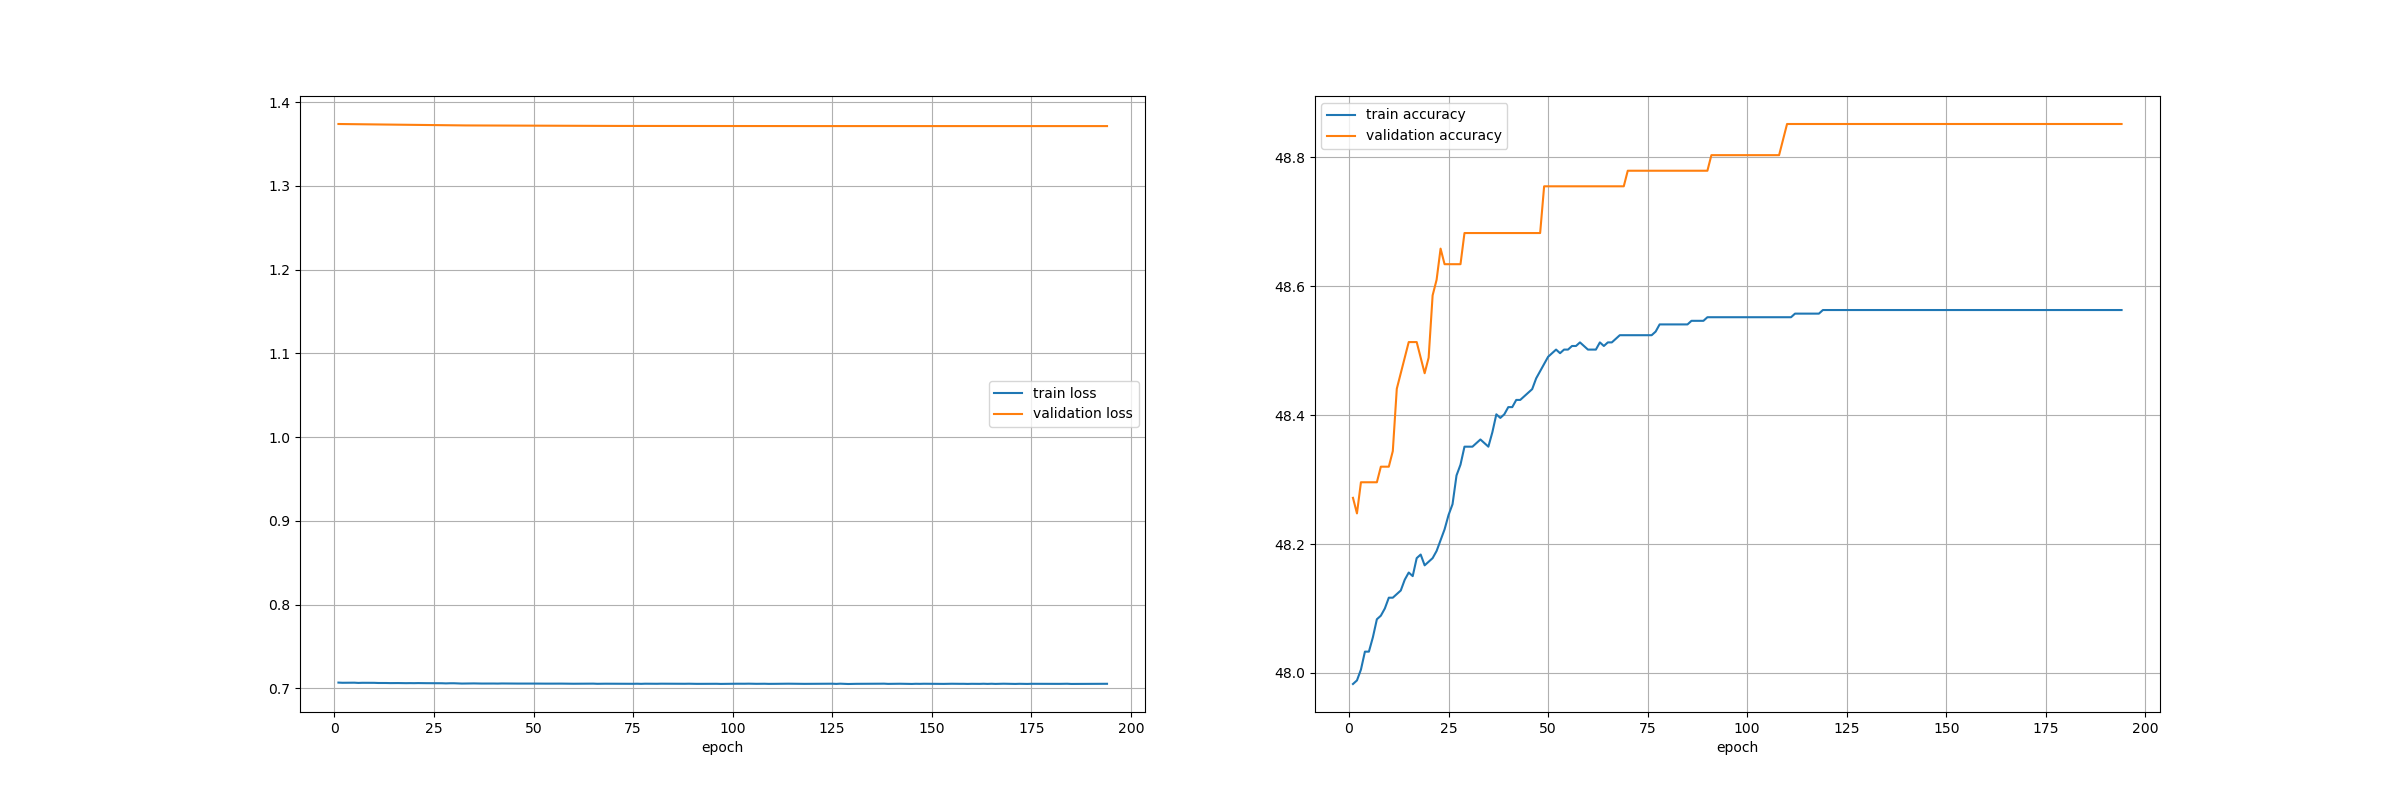 1.4
1.3
1.2
1.1
1.0
0.9
0.8
0.7
0 25 50 75 100 125 150 175 200
epoch
train loss
validation loss
train accuracy
validation accuracy
48.8
48.6
48.4
48.2
48.0
0 25 50 75 100 125 150 175 200
epoch